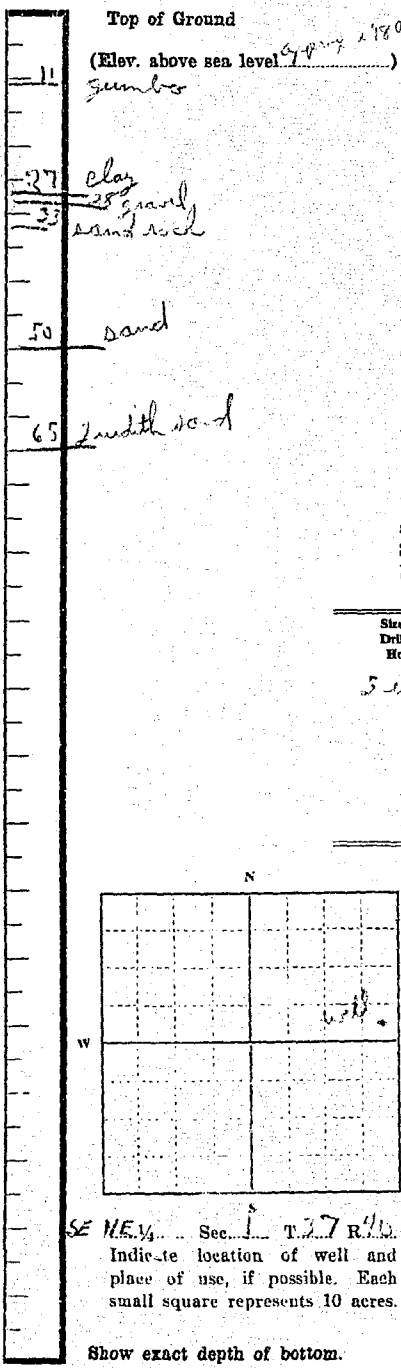 Top of Ground
(Elev. above sea level approx
11 gumbo
27 clay
28 gravel
33 sand rock
50 sand
65 Judith sand
N
W
well
S
SE NE 1/4 Sec. 1 T. 37 R 40
Indicate location of well and
place of use, if possible. Each
small square represents 10 acres.
Show exact depth of bottom.